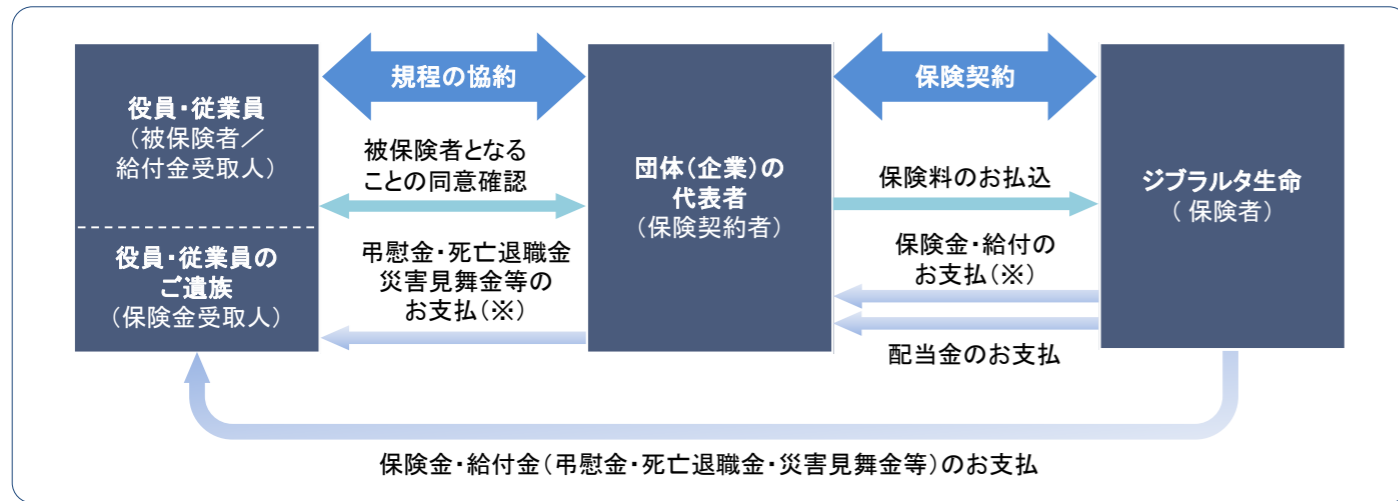 役員・従業員
（被保険者／
給付金受取人）
役員・従業員の
ご遺族
（保険金受取人）
規程の協約
被保険者となる
ことの同意確認
弔慰金・死亡退職金
災害見舞金等の
お支払（※）
団体（企業）の
代表者
（保険契約者）
保険契約
保険料のお払込
保険金・給付の
お支払（※）
配当金のお支払
ジブラルタ生命
（ 保険者）
保険金・給付金（弔慰金・死亡退職金・災害見舞金等）のお支払